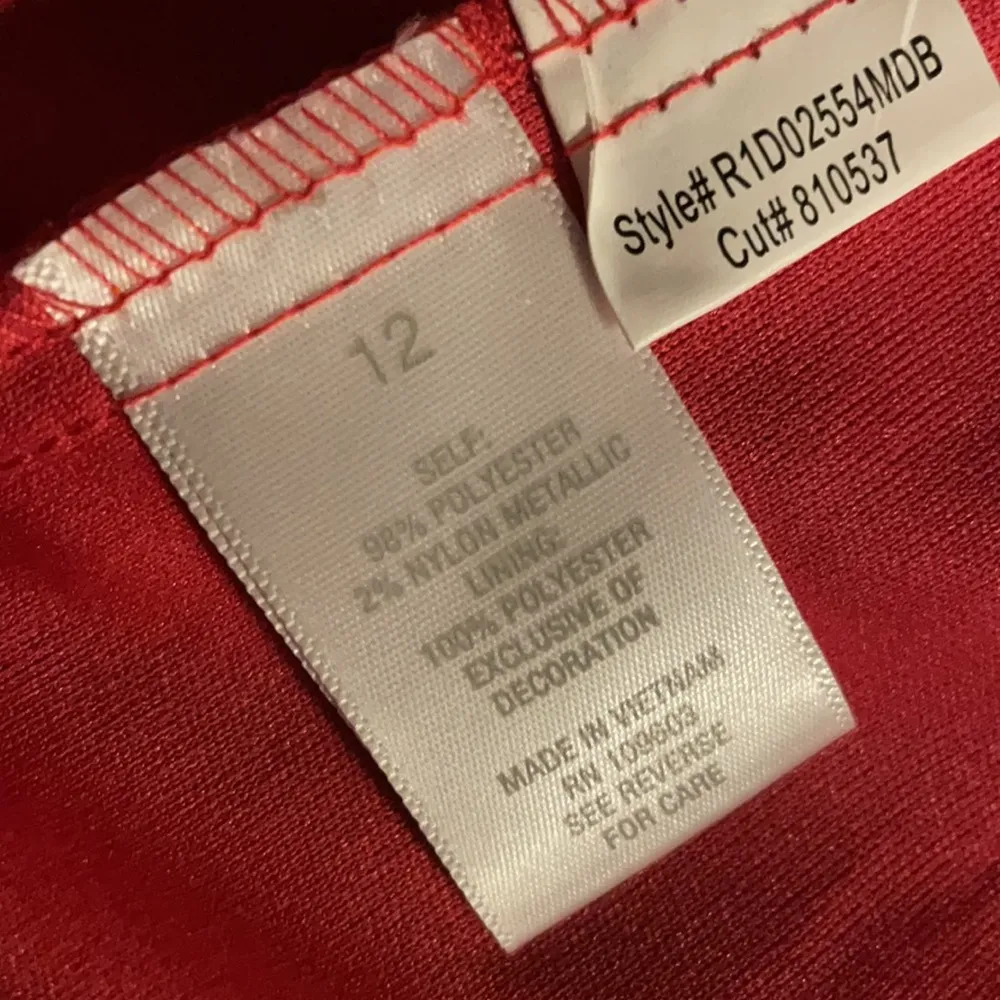 Style# R1D02554MDB
Cut# 810537
12
SELF:
98% POLYESTER
2% NYLON METALLIC
LINING:
100% POLYESTER
EXCLUSIVE OF
DECORATION
MADE IN VIETNAM
RN 109603
SEE REVERSE
FOR CARE